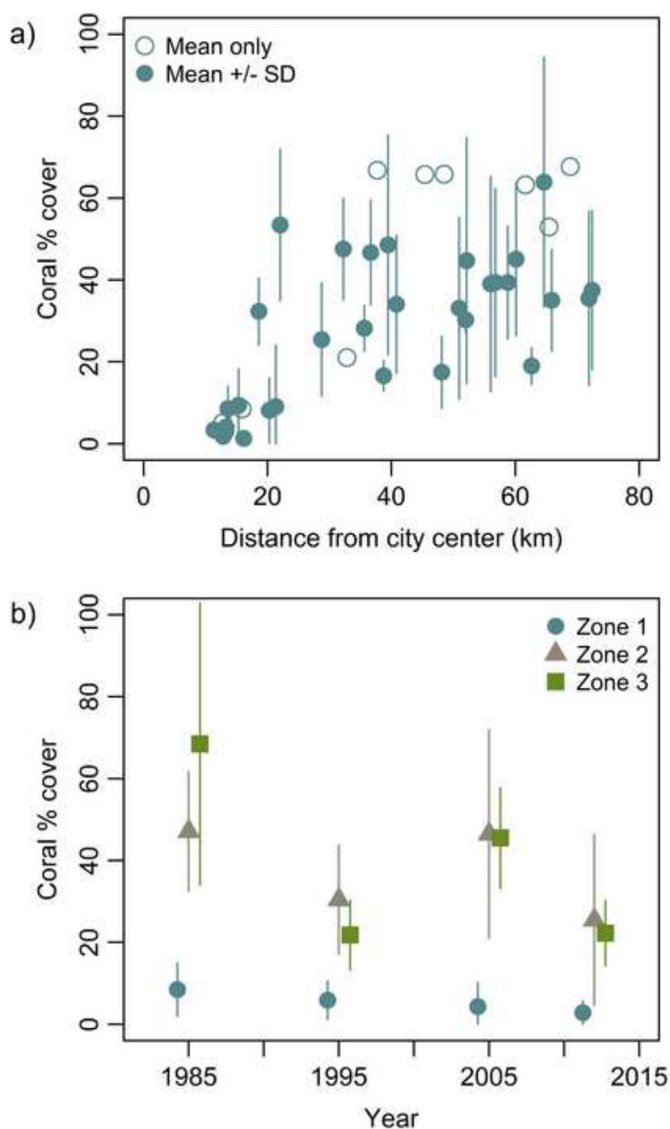 a)
Mean only
Mean +/- SD
100
80
60
40
20
0
Coral % cover
0 20 40 60 80
Distance from city center (km)
b)
Zone 1
Zone 2
Zone 3
100
80
60
40
20
0
Coral % cover
1985 1995 2005 2015
Year